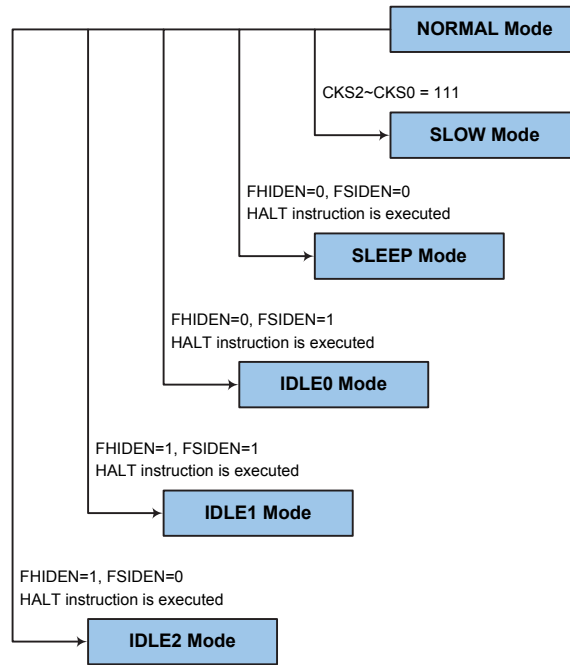 NORMAL Mode
CKS2~CKS0 = 111
SLOW Mode
FHIDEN=0, FSIDEN=0
HALT instruction is executed
SLEEP Mode
FHIDEN=0, FSIDEN=1
HALT instruction is executed
IDLE0 Mode
FHIDEN=1, FSIDEN=1
HALT instruction is executed
IDLE1 Mode
FHIDEN=1, FSIDEN=0
HALT instruction is executed
IDLE2 Mode